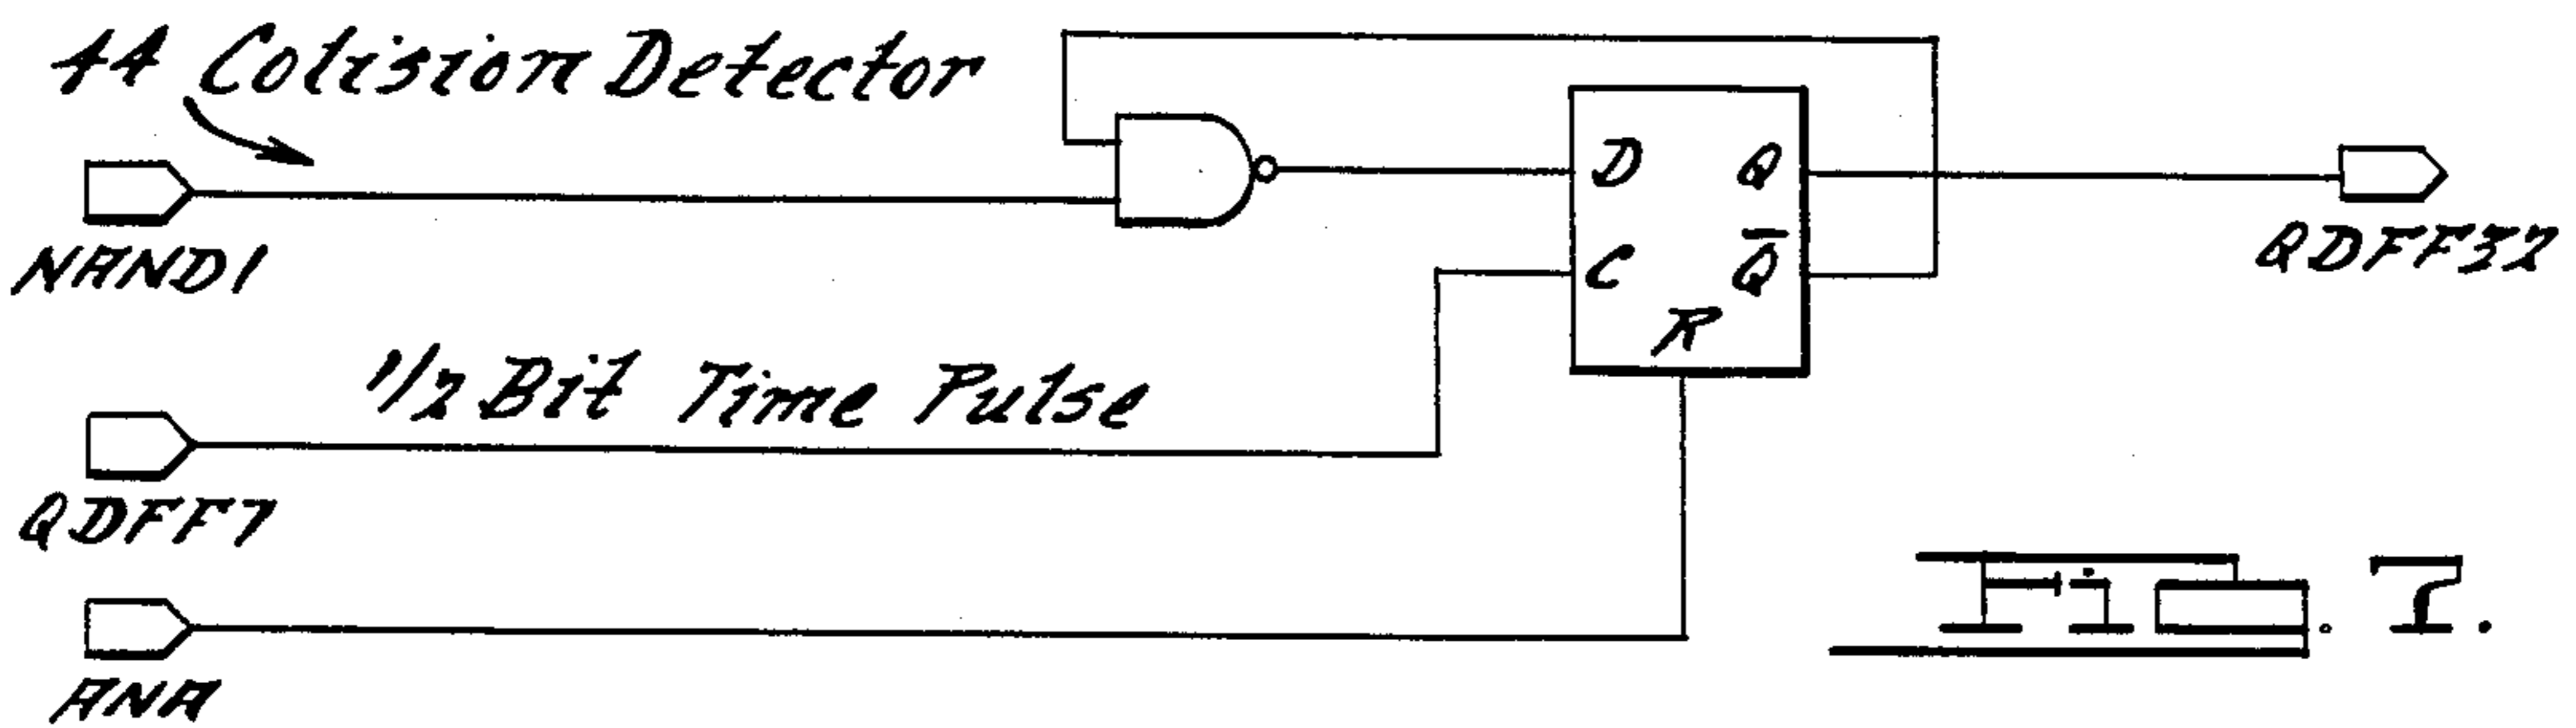 44 Colision Detector
NAND1
D Q
C Q̅
R
QDFF32
1/2 Bit Time Pulse
QDFF7
ANA
Fig. 7.